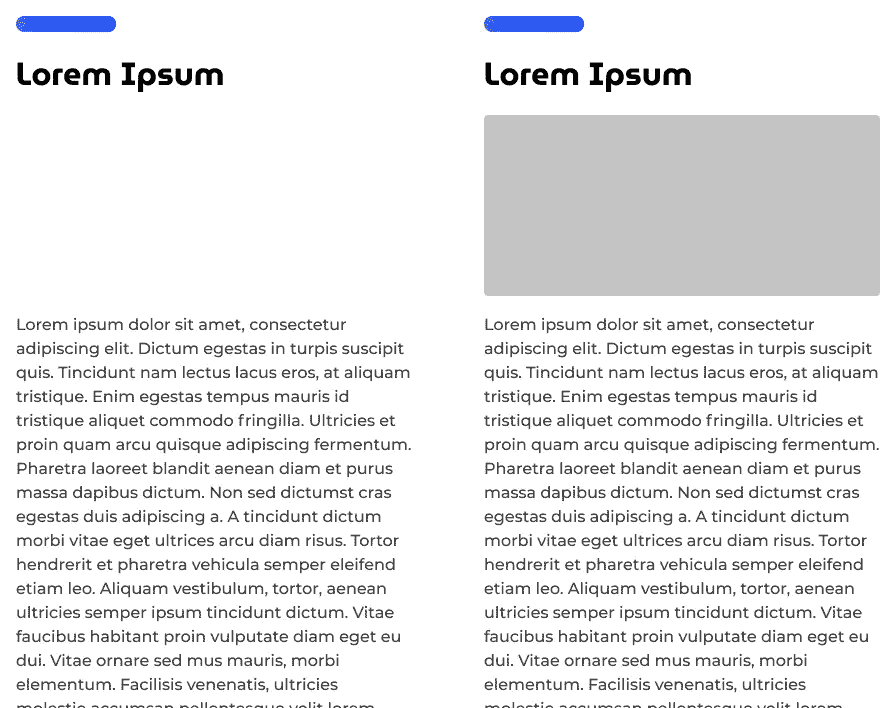 Lorem Ipsum
Lorem ipsum dolor sit amet, consectetur
adipiscing elit. Dictum egestas in turpis suscipit
quis. Tincidunt nam lectus lacus eros, at aliquam
tristique. Enim egestas tempus mauris id
tristique aliquet commodo fringilla. Ultricies et
proin quam arcu quisque adipiscing fermentum.
Pharetra laoreet blandit aenean diam et purus
massa dapibus dictum. Non sed dictumst cras
egestas duis adipiscing a. A tincidunt dictum
morbi vitae eget ultrices arcu diam risus. Tortor
hendrerit et pharetra vehicula semper eleifend
etiam leo. Aliquam vestibulum, tortor, aenean
ultricies semper ipsum tincidunt dictum. Vitae
faucibus habitant proin vulputate diam eget eu
dui. Vitae ornare sed mus mauris, morbi
elementum. Facilisis venenatis, ultricies
molestie accumsan pellentesque velit lorem
Lorem Ipsum
Lorem ipsum dolor sit amet, consectetur
adipiscing elit. Dictum egestas in turpis suscipit
quis. Tincidunt nam lectus lacus eros, at aliquam
tristique. Enim egestas tempus mauris id
tristique aliquet commodo fringilla. Ultricies et
proin quam arcu quisque adipiscing fermentum.
Pharetra laoreet blandit aenean diam et purus
massa dapibus dictum. Non sed dictumst cras
egestas duis adipiscing a. A tincidunt dictum
morbi vitae eget ultrices arcu diam risus. Tortor
hendrerit et pharetra vehicula semper eleifend
etiam leo. Aliquam vestibulum, tortor, aenean
ultricies semper ipsum tincidunt dictum. Vitae
faucibus habitant proin vulputate diam eget eu
dui. Vitae ornare sed mus mauris, morbi
elementum. Facilisis venenatis, ultricies
molestie accumsan pellentesque velit lorem